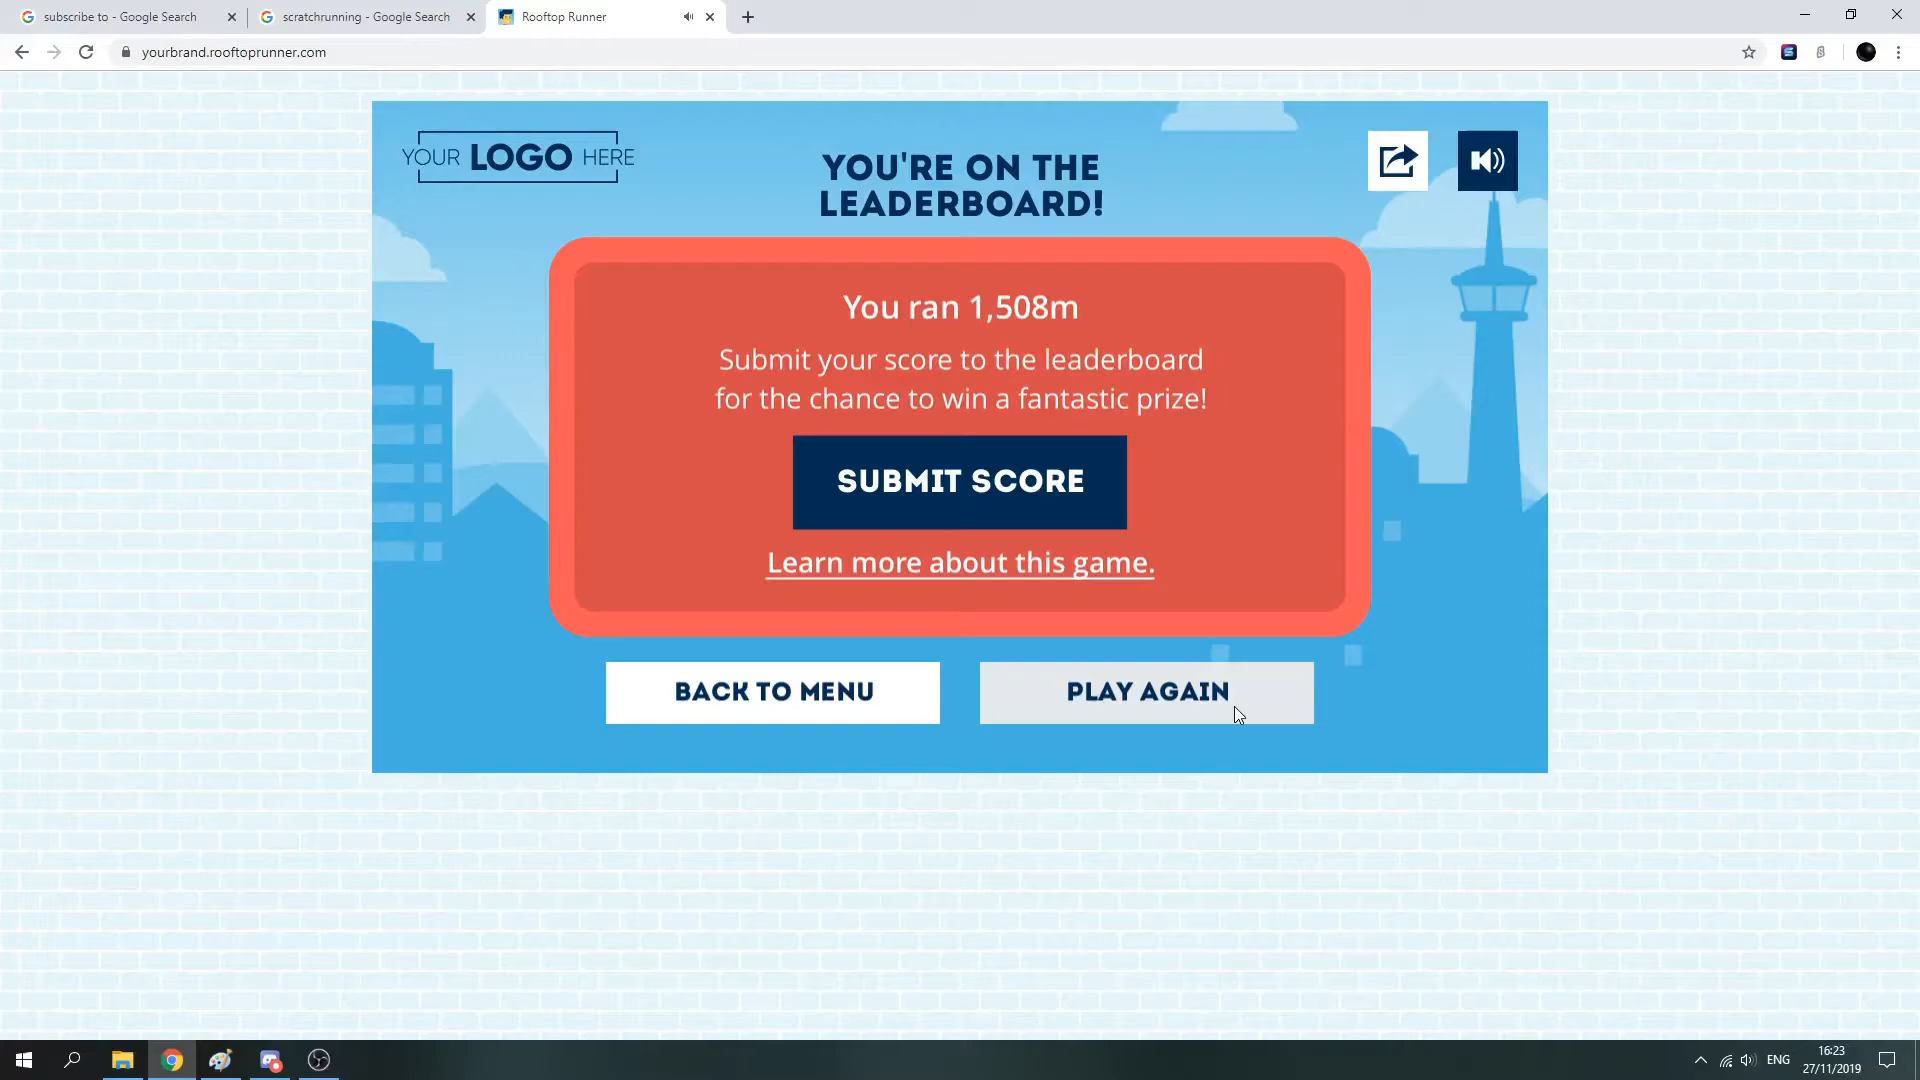 subscribe to - Google Search
scratchrunning - Google Search
Rooftop Runner
yourbrand.rooftoprunner.com
YOUR LOGO HERE
YOU'RE ON THE
LEADERBOARD!
You ran 1,508m
Submit your score to the leaderboard
for the chance to win a fantastic prize!
SUBMIT SCORE
Learn more about this game.
BACK TO MENU
PLAY AGAIN
ENG
16:23
27/11/2019